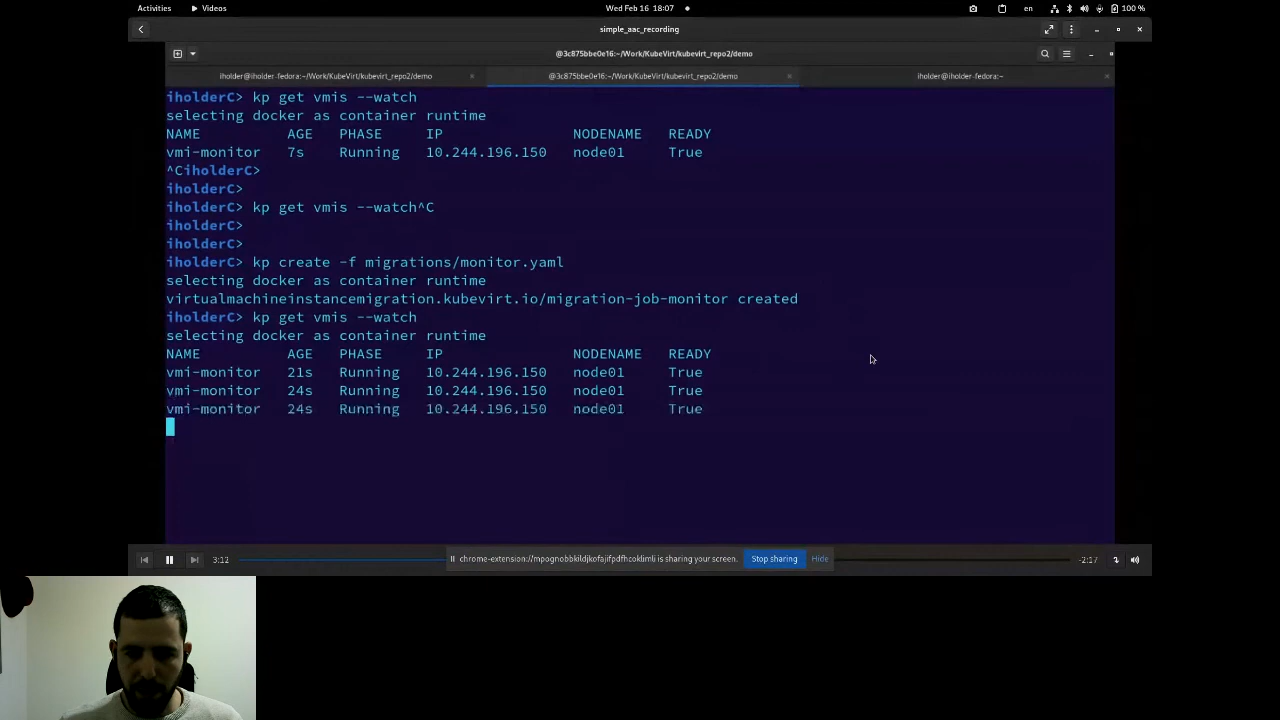 Activities
Videos
Wed Feb 16 18:07
en
100 %
simple_aac_recording
@3c875bbe0e16:~/Work/KubeVirt/kubevirt_repo2/demo
iholder@iholder-fedora:~/Work/KubeVirt/kubevirt_repo2/demo
@3c875bbe0e16:~/Work/KubeVirt/kubevirt_repo2/demo
iholder@iholder-fedora:~
iholderC> kp get vmis --watch
selecting docker as container runtime
NAME AGE PHASE IP NODENAME READY
vmi-monitor 7s Running 10.244.196.150 node01 True
^CiholderC>
iholderC>
iholderC> kp get vmis --watch^C
iholderC>
iholderC>
iholderC> kp create -f migrations/monitor.yaml
selecting docker as container runtime
virtualmachineinstancemigration.kubevirt.io/migration-job-monitor created
iholderC> kp get vmis --watch
selecting docker as container runtime
NAME AGE PHASE IP NODENAME READY
vmi-monitor 21s Running 10.244.196.150 node01 True
vmi-monitor 24s Running 10.244.196.150 node01 True
vmi-monitor 24s Running 10.244.196.150 node01 True
3:12
is sharing your screen.
Stop sharing
Hide
-2:17